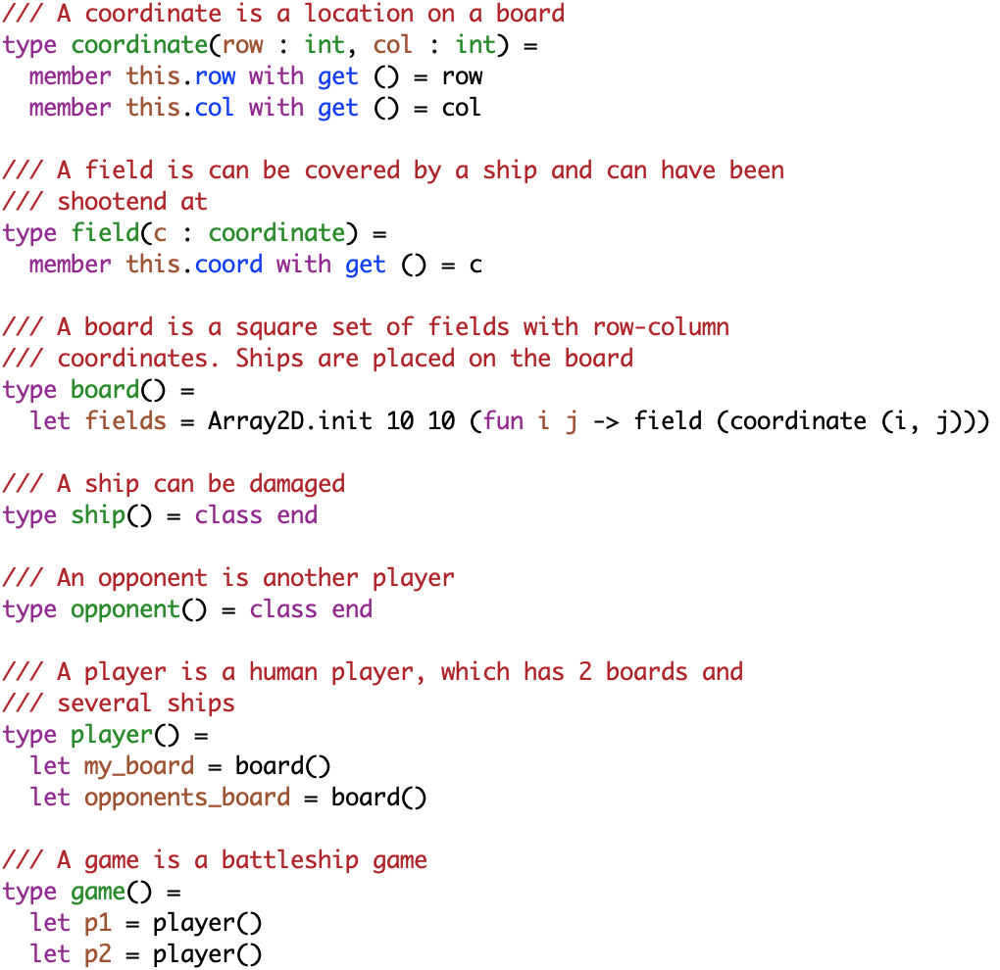 /// A coordinate is a location on a board
type coordinate(row : int, col : int) =
  member this.row with get () = row
  member this.col with get () = col

/// A field is can be covered by a ship and can have been
/// shootend at
type field(c : coordinate) =
  member this.coord with get () = c

/// A board is a square set of fields with row-column
/// coordinates. Ships are placed on the board
type board() =
  let fields = Array2D.init 10 10 (fun i j -> field (coordinate (i, j)))

/// A ship can be damaged
type ship() = class end

/// An opponent is another player
type opponent() = class end

/// A player is a human player, which has 2 boards and
/// several ships
type player() =
  let my_board = board()
  let opponents_board = board()

/// A game is a battleship game
type game() =
  let p1 = player()
  let p2 = player()